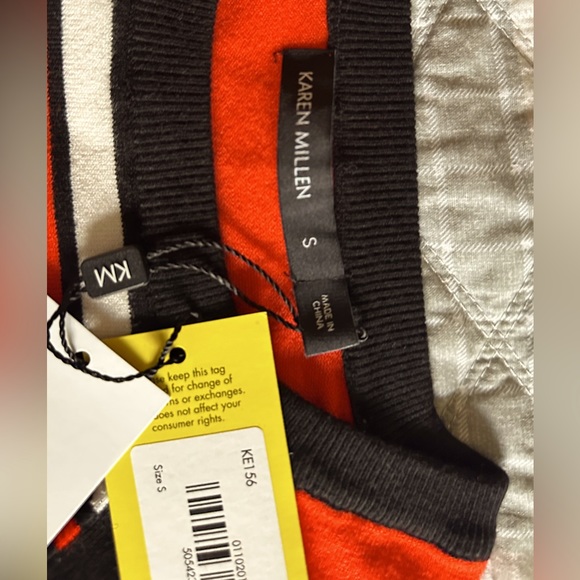 KAREN MILLEN
S
MADE IN
CHINA
KM
keep this tag
for change of
or exchanges.
does not affect your
consumer rights.
KE156
Size S